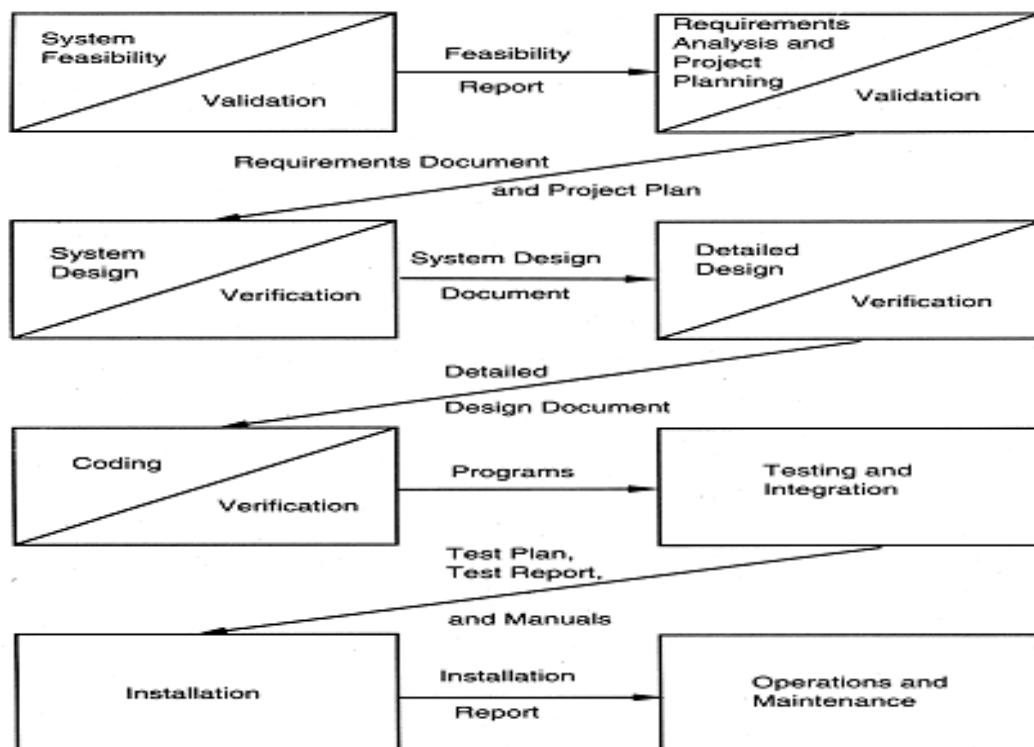 System
Feasibility
Validation
Feasibility
Report
Requirements
Analysis and
Project
Planning
Validation
Requirements Document
and Project Plan
System
Design
Verification
System Design
Document
Detailed
Design
Verification
Detailed
Design Document
Coding
Verification
Programs
Testing and
Integration
Test Plan,
Test Report,
and Manuals
Installation
Installation
Report
Operations and
Maintenance